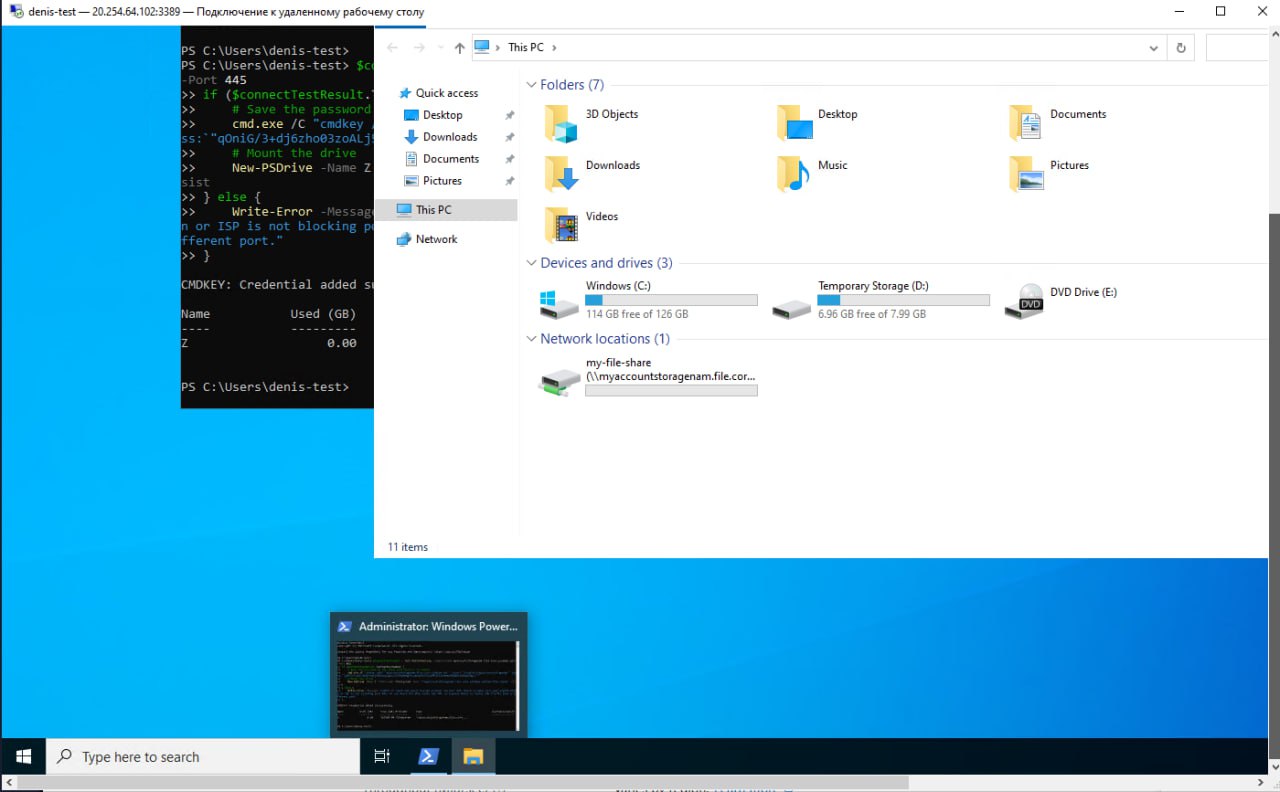 denis-test — 20.254.64.102:3389 — Подключение к удаленному рабочему столу
PS C:\Users\denis-test>
PS C:\Users\denis-test> $co
-Port 445
>> if ($connectTestResult.
>>     # Save the password
>>     cmd.exe /C "cmdkey /
ss:`"qOniG/3+dj6zho03zoALj
>>     # Mount the drive
>>     New-PSDrive -Name Z
sist
>> } else {
>>     Write-Error -Message
n or ISP is not blocking po
fferent port."
>> }
CMDKEY: Credential added su
Name Used (GB)
---- ---------
Z 0.00
PS C:\Users\denis-test>
This PC
Quick access
Desktop
Downloads
Documents
Pictures
This PC
Network
Folders (7)
3D Objects
Desktop
Documents
Downloads
Music
Pictures
Videos
Devices and drives (3)
Windows (C:)
114 GB free of 126 GB
Temporary Storage (D:)
6.96 GB free of 7.99 GB
DVD
DVD Drive (E:)
Network locations (1)
my-file-share
(\\myaccountstoragenam.file.cor...
11 items
Administrator: Windows Power...
Type here to search